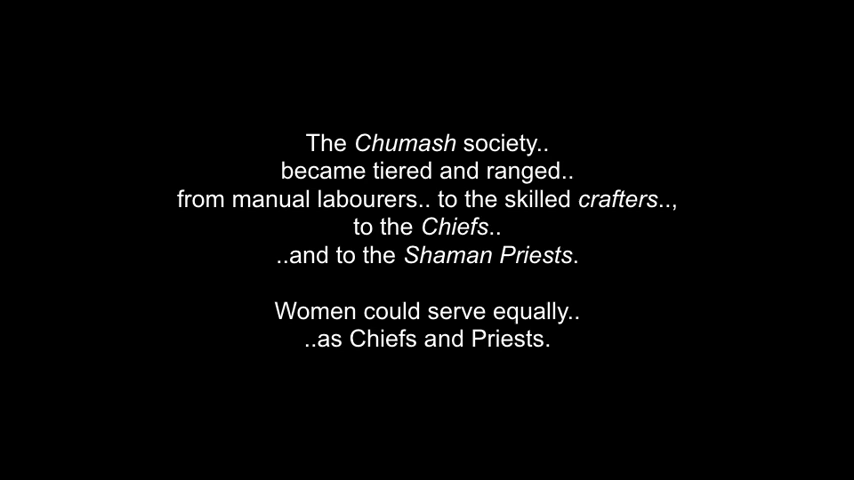 The Chumash society..
became tiered and ranged..
from manual labourers.. to the skilled crafters..,
to the Chiefs..
..and to the Shaman Priests.
Women could serve equally..
..as Chiefs and Priests.